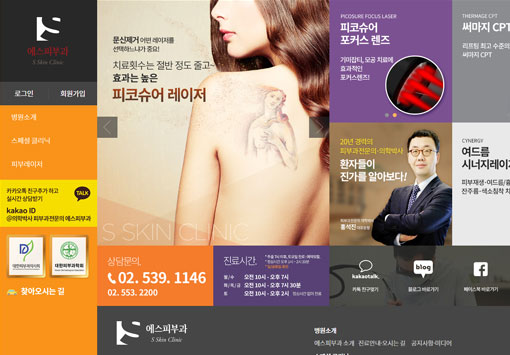 에스피부과
S Skin Clinic
로그인
회원가입
병원소개
스페셜 클리닉
피부레이저
카카오톡 친구추가 하고
실시간 상담받기
TALK
kakao ID
@의학박사 피부과전문의 에스피부과
대한피부과의사회
대한피부과학회
찾아오시는 길
문신제거 어떤 레이저를
선택하느냐가 중요!
치료횟수는 절반 정도 줄고~
효과는 높은
피코슈어 레이저
S SKIN CLINIC
PICOSURE FOCUS LASER
피코슈어
포커스 렌즈
기미잡티, 모공 치료에
효과적인
포커스렌즈!
THERMAGE CPT
써마지 CPT
리프팅 최고 수준의
써마지 CPT
20년 경력의
피부과전문의·의학박사
환자들이
진가를 알아보다!
홍석진
CYNERGY
여드름
시너지레이저
피부재생·여드름/흉
잔주름·색소침착 치
상담문의.
02. 539. 1146
02. 553. 2200
진료시간.
월/수
오전 10시 - 오후 7시
오전 10시 - 오후 7시 30분
토
오전 10시 - 오후 2시
kakaotalk.
카톡 친구맺기
blog
블로그 바로가기
페이스북 바로가기
에스피부과
S Skin Clinic
병원소개
에스피부과 소개
진료안내·오시는 길
공지사항·미디어